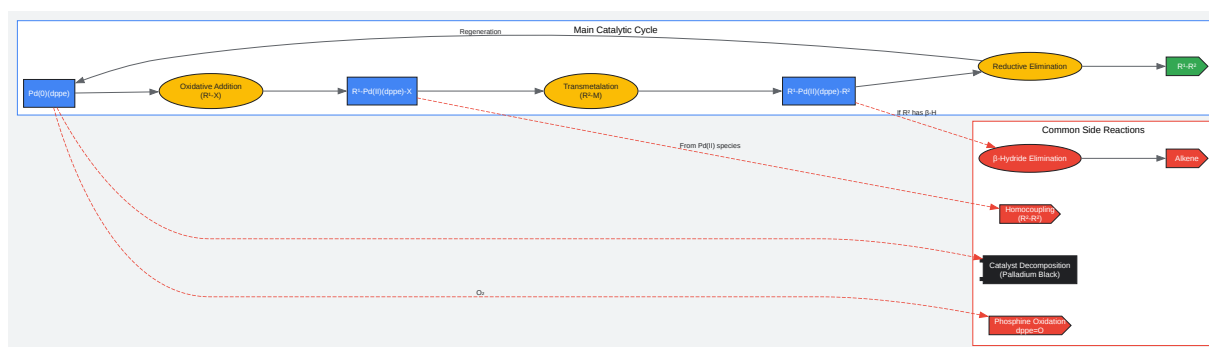 Main Catalytic Cycle
Regeneration
Pd(0)(dppe)
Oxidative Addition
(R¹-X)
R¹-Pd(II)(dppe)-X
Transmetalation
(R²-M)
R¹-Pd(II)(dppe)-R²
Reductive Elimination
R¹-R²
If R² has β-H
Common Side Reactions
From Pd(II) species
β-Hydride Elimination
Alkene
Homocoupling
(R²-R²)
Catalyst Decomposition
(Palladium Black)
O₂
Phosphine Oxidation
dppe=O